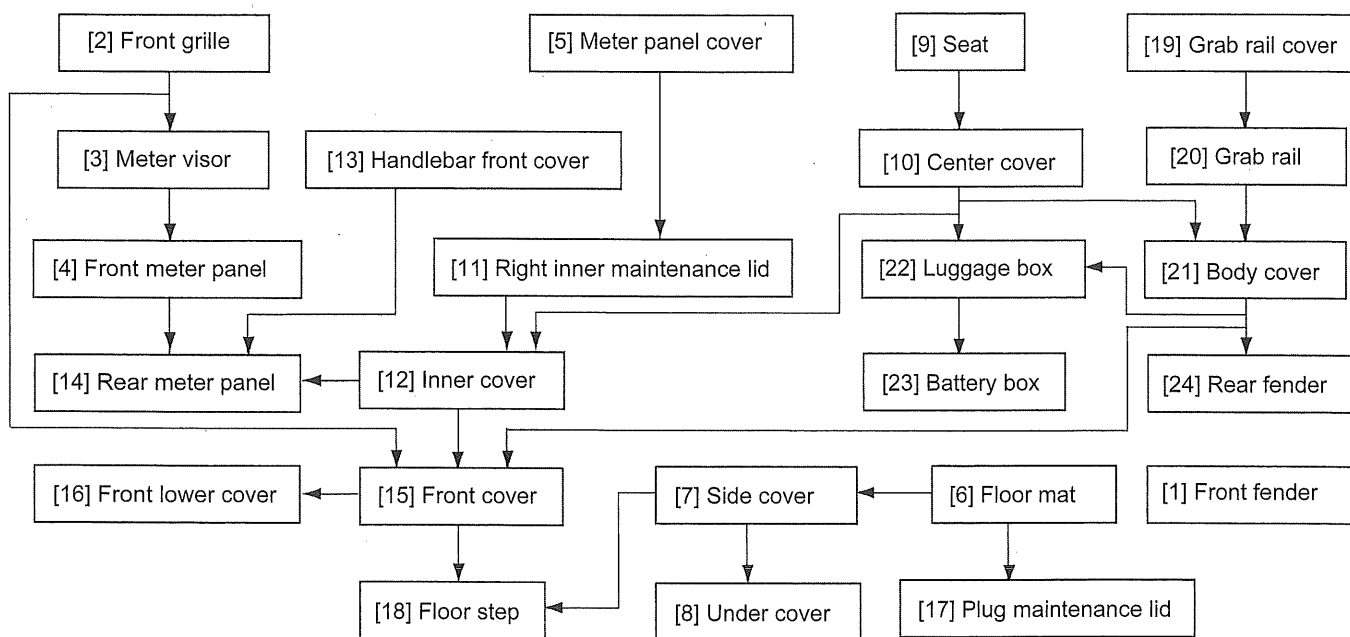 [2] Front grille
[5] Meter panel cover
[9] Seat
[19] Grab rail cover
[3] Meter visor
[13] Handlebar front cover
[10] Center cover
[20] Grab rail
[4] Front meter panel
[11] Right inner maintenance lid
[22] Luggage box
[21] Body cover
[14] Rear meter panel
[12] Inner cover
[23] Battery box
[24] Rear fender
[16] Front lower cover
[15] Front cover
[7] Side cover
[6] Floor mat
[1] Front fender
[18] Floor step
[8] Under cover
[17] Plug maintenance lid